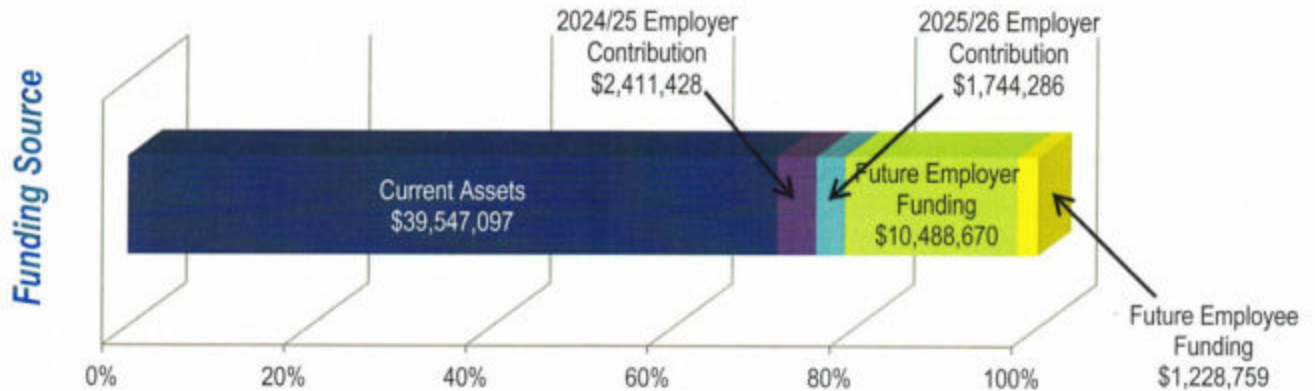 2024/25 Employer
Contribution
$2,411,428
2025/26 Employer
Contribution
$1,744,286
Funding Source
Current Assets
$39,547,097
Future Employer
Funding
$10,488,670
Future Employee
Funding
$1,228,759
0%
20%
40%
60%
80%
100%